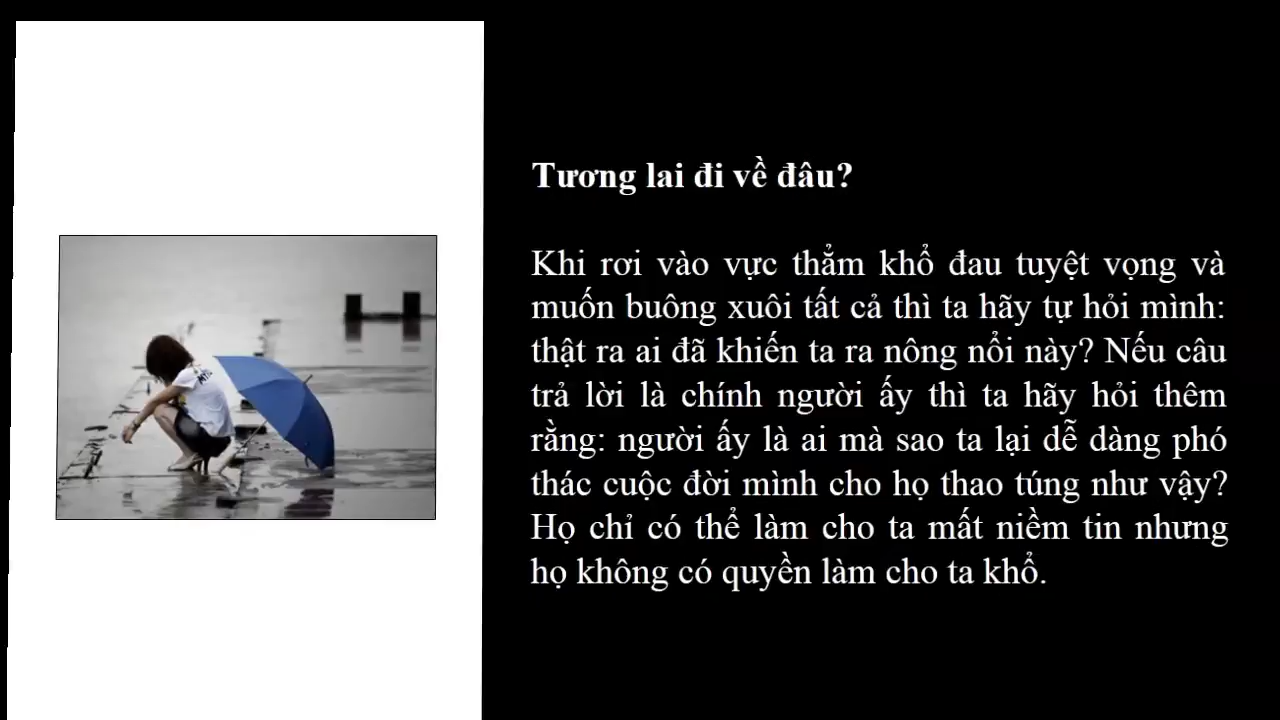 Tương lai đi về đâu?
Khi rơi vào vực thẳm khổ đau tuyệt vọng và
muốn buông xuôi tất cả thì ta hãy tự hỏi mình:
thật ra ai đã khiến ta ra nông nổi này? Nếu câu
trả lời là chính người ấy thì ta hãy hỏi thêm
rằng: người ấy là ai mà sao ta lại dễ dàng phó
thác cuộc đời mình cho họ thao túng như vậy?
Họ chỉ có thể làm cho ta mất niềm tin nhưng
họ không có quyền làm cho ta khổ.